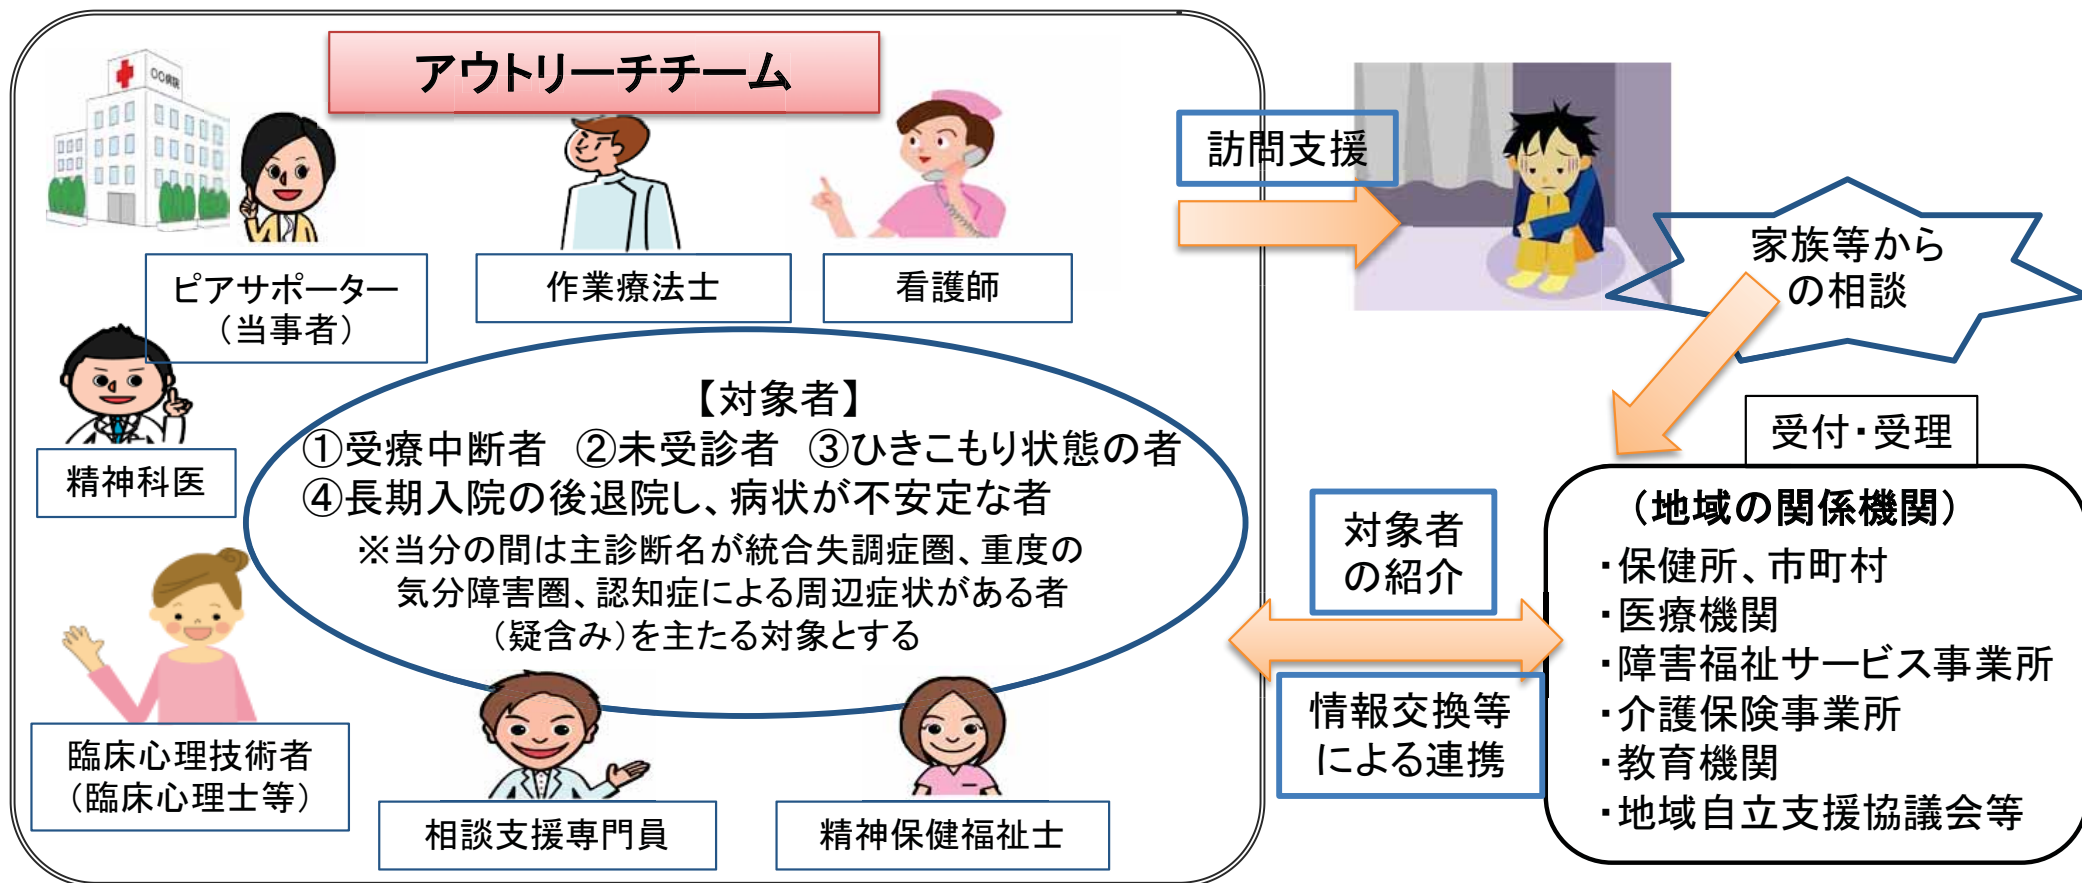 アウトリーチチーム
〇〇病院
ピアサポーター
（当事者）
作業療法士
看護師
精神科医
【対象者】
①受療中断者 ②未受診者 ③ひきこもり状態の者
④長期入院の後退院し、病状が不安定な者
※当分の間は主診断名が統合失調症圏、重度の
気分障害圏、認知症による周辺症状がある者
（疑含み）を主たる対象とする
臨床心理技術者
（臨床心理士等）
相談支援専門員
精神保健福祉士
訪問支援
家族等から
の相談
受付・受理
対象者
の紹介
情報交換等
による連携
（地域の関係機関）
・保健所、市町村
・医療機関
・障害福祉サービス事業所
・介護保険事業所
・教育機関
・地域自立支援協議会等